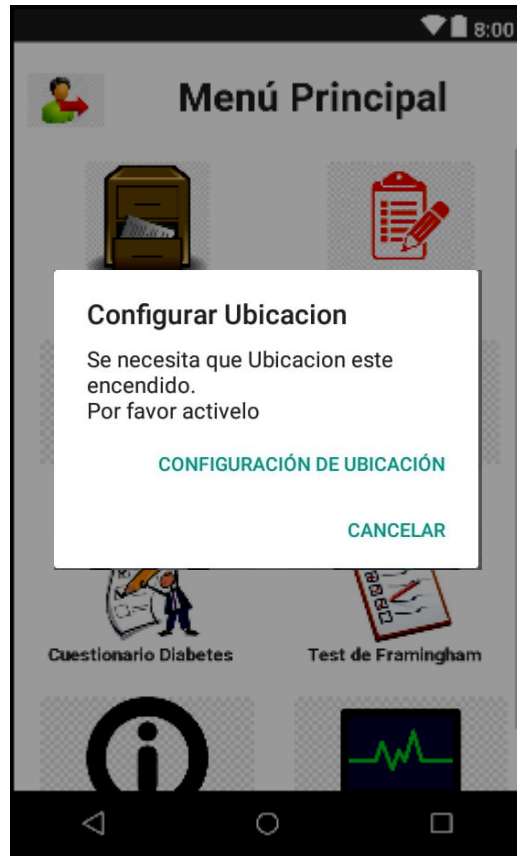 8:00
Menú Principal
Configurar Ubicacion
Se necesita que Ubicacion este
encendido.
Por favor activelo
CONFIGURACIÓN DE UBICACIÓN
CANCELAR
Cuestionario Diabetes
Test de Framingham